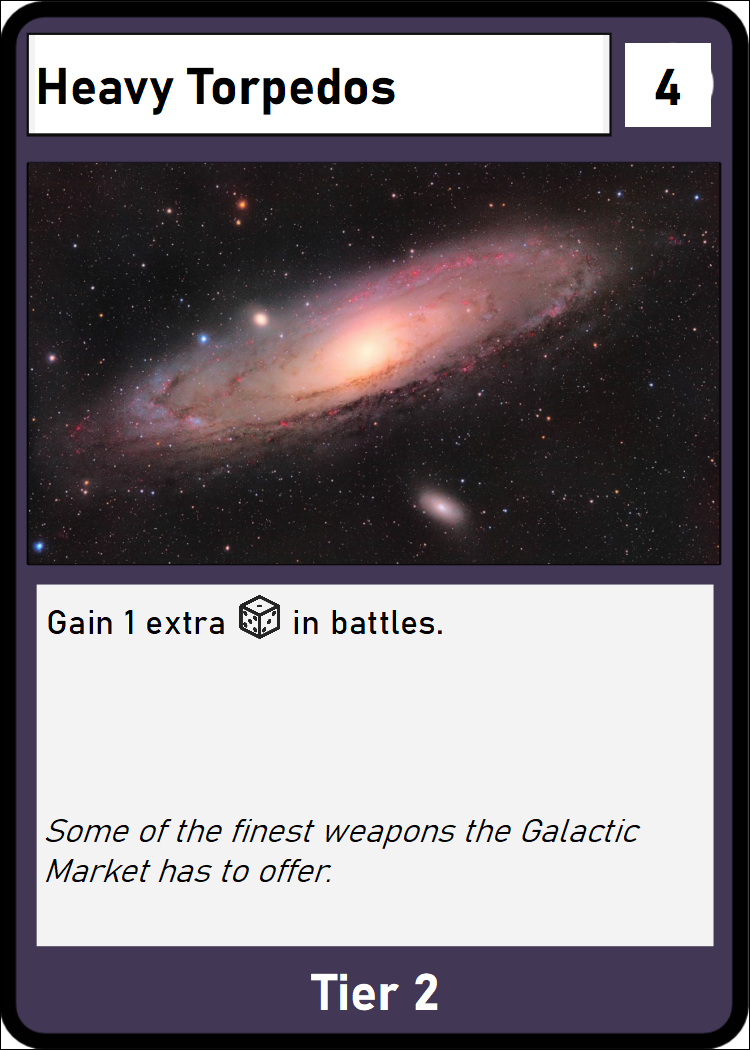 Heavy Torpedos
4
Gain 1 extra in battles.
Some of the finest weapons the Galactic
Market has to offer.
Tier 2